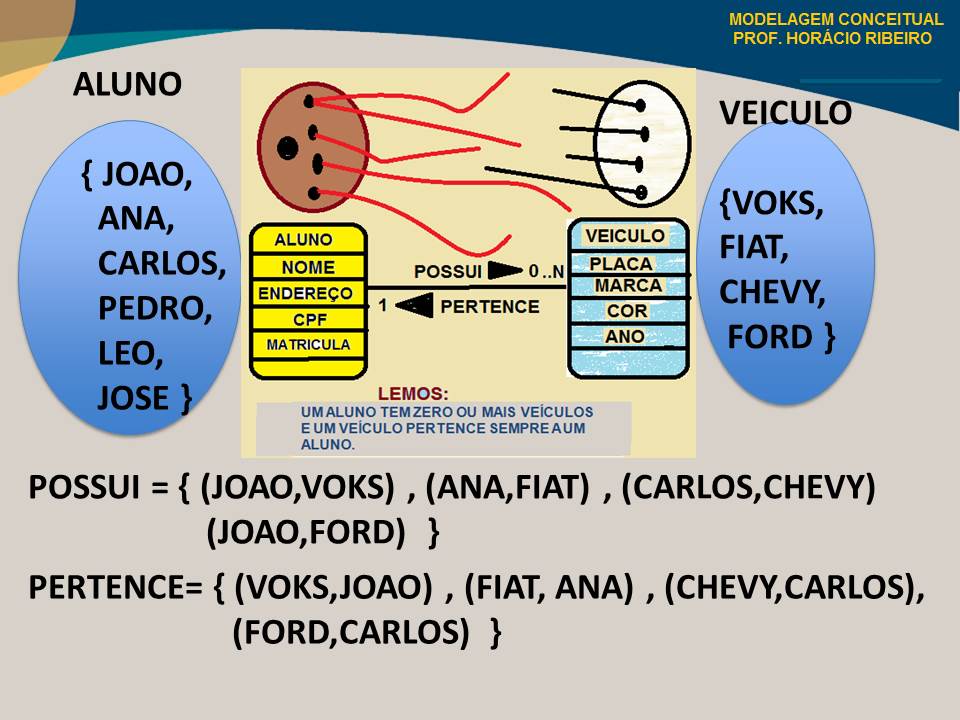 MODELAGEM CONCEITUAL
PROF. HORÁCIO RIBEIRO
ALUNO
{ JOAO,
ANA,
CARLOS,
PEDRO,
LEO,
JOSE }
ALUNO
NOME
ENDEREÇO
CPF
MATRICULA
POSSUI 0..N
1 PERTENCE
VEICULO
PLACA
MARCA
COR
ANO
LEMOS:
UM ALUNO TEM ZERO OU MAIS VEÍCULOS
E UM VEÍCULO PERTENCE SEMPRE A UM
ALUNO.
VEICULO
{VOKS,
FIAT,
CHEVY,
FORD }
POSSUI = { (JOAO,VOKS) , (ANA,FIAT) , (CARLOS,CHEVY)
(JOAO,FORD) }
PERTENCE= { (VOKS,JOAO) , (FIAT, ANA) , (CHEVY,CARLOS),
(FORD,CARLOS) }